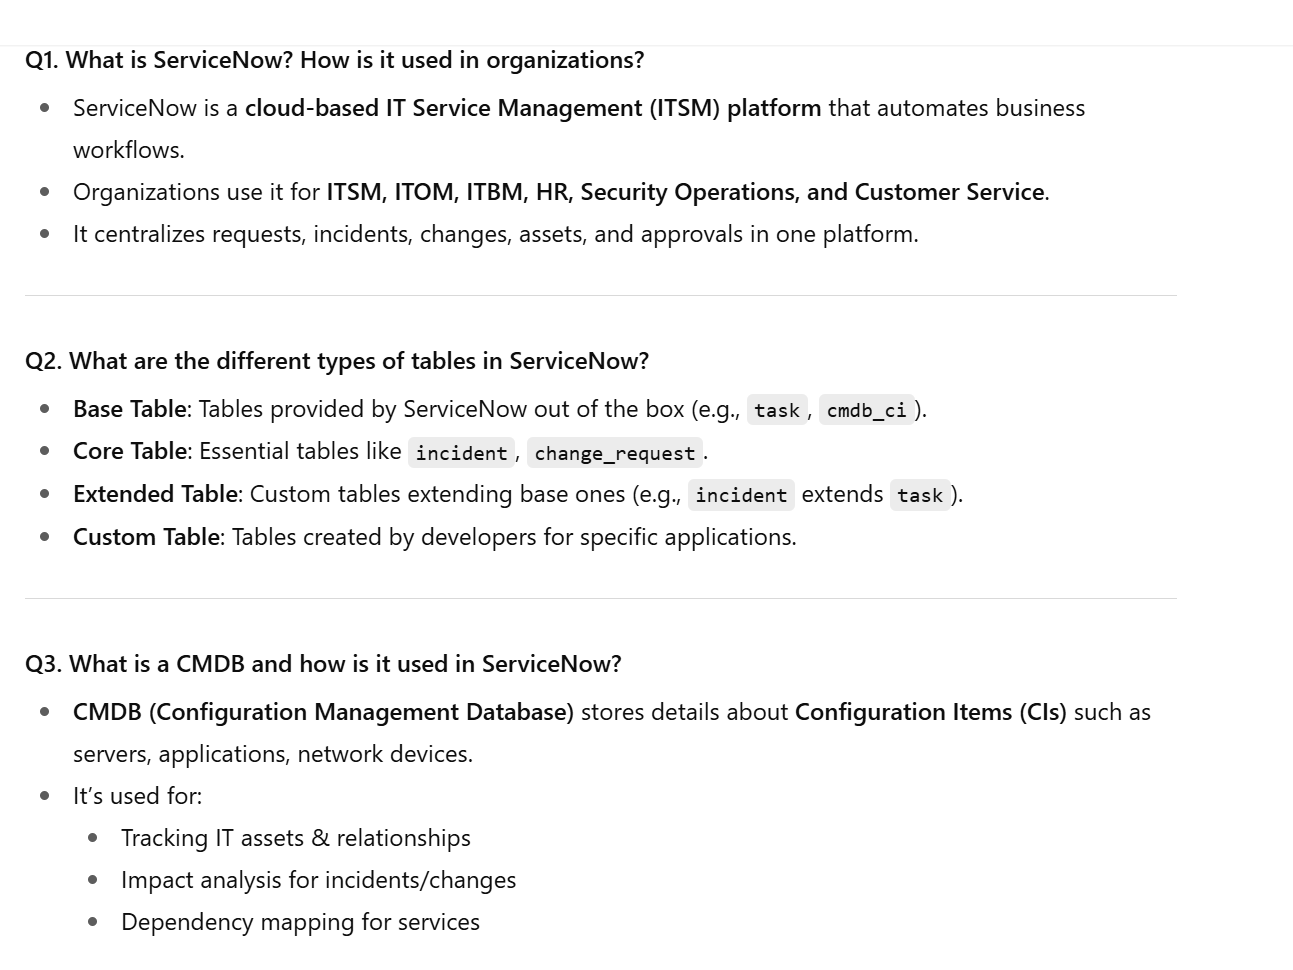 Q1. What is ServiceNow? How is it used in organizations?
ServiceNow is a cloud-based IT Service Management (ITSM) platform that automates business
workflows.
Organizations use it for ITSM, ITOM, ITBM, HR, Security Operations, and Customer Service.
It centralizes requests, incidents, changes, assets, and approvals in one platform.
Q2. What are the different types of tables in ServiceNow?
Base Table: Tables provided by ServiceNow out of the box (e.g., task, cmdb_ci).
Core Table: Essential tables like incident, change_request.
Extended Table: Custom tables extending base ones (e.g., incident extends task).
Custom Table: Tables created by developers for specific applications.
Q3. What is a CMDB and how is it used in ServiceNow?
CMDB (Configuration Management Database) stores details about Configuration Items (CIs) such as
servers, applications, network devices.
It’s used for:
Tracking IT assets & relationships
Impact analysis for incidents/changes
Dependency mapping for services